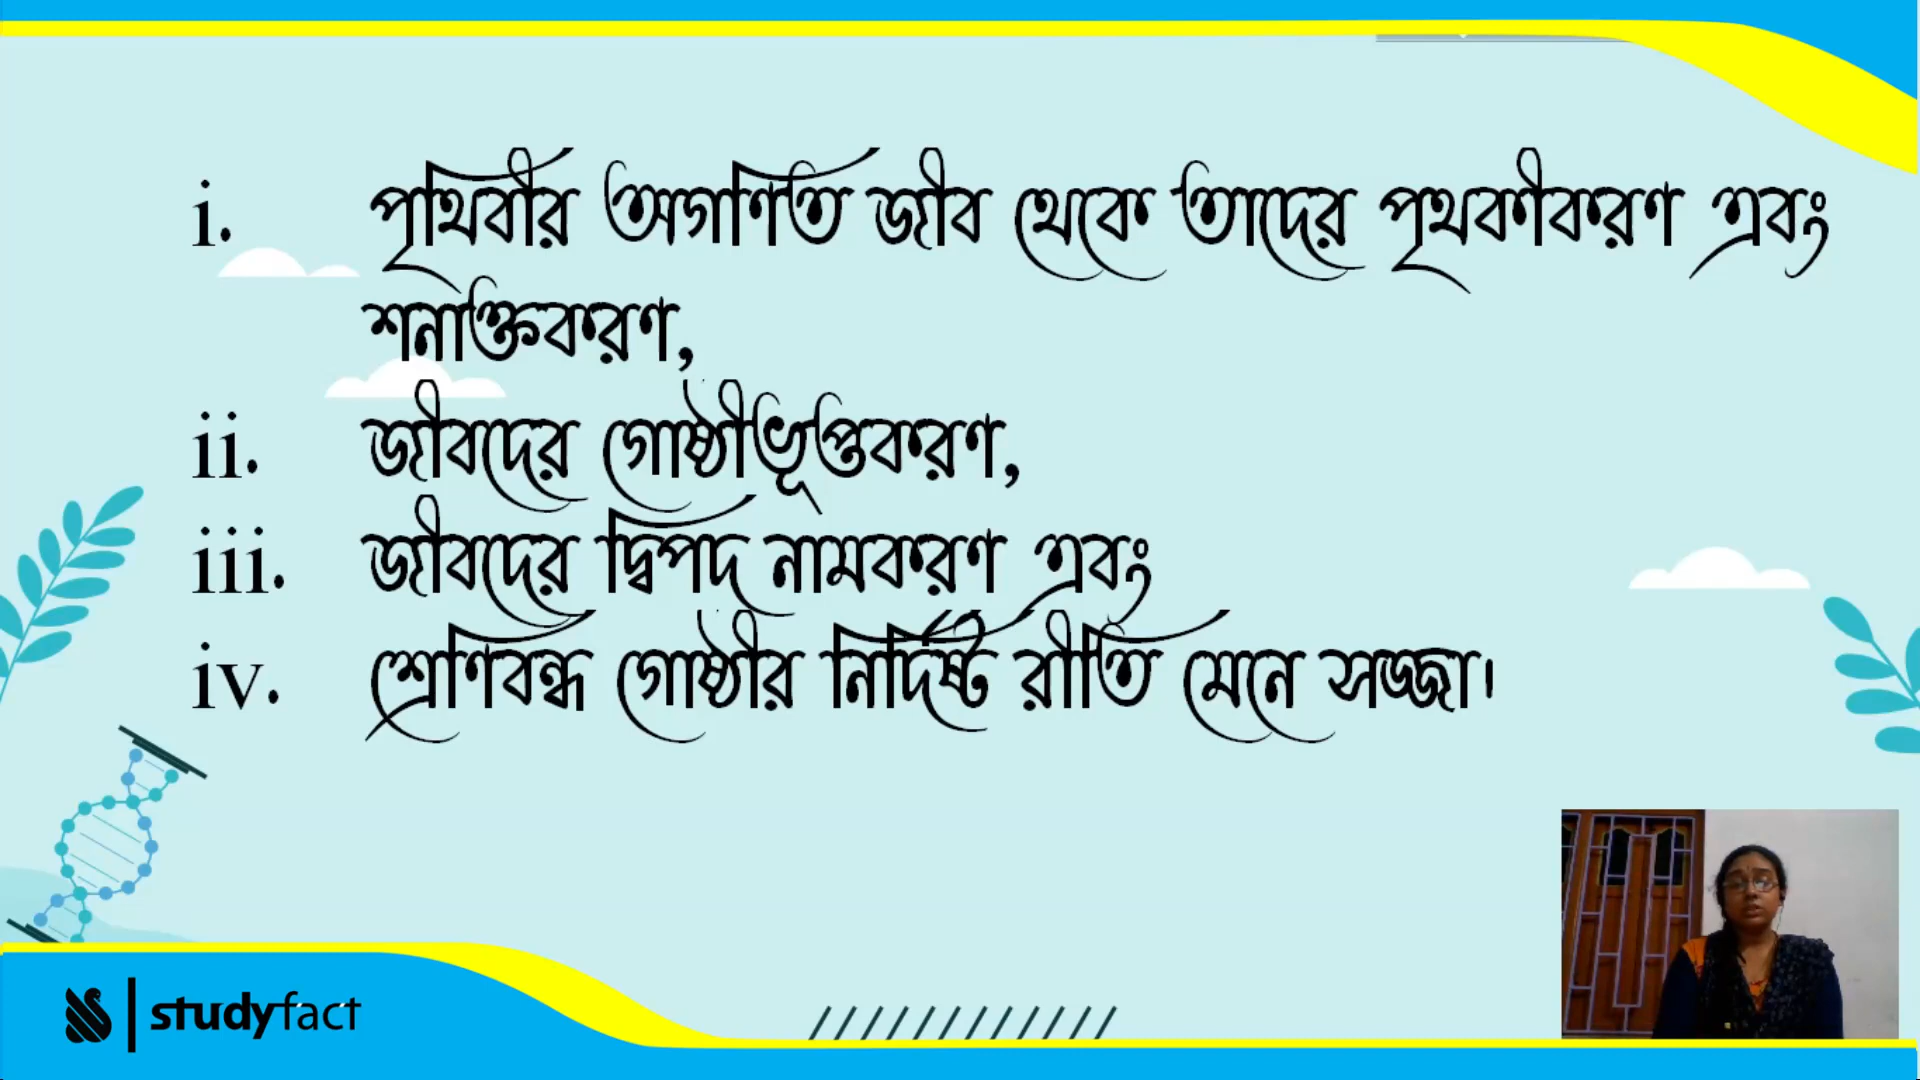 i. পৃথিবীর অগণিত জীব থেকে তাদের পৃথকীকরণ এবং
শনাক্তকরণ,
ii. জীবদের গোষ্ঠীভূপ্তকরণ,
iii. জীবদের দ্বিপদ নামকরণ এবং
iv. শ্রেণিবদ্ধ গোষ্ঠীর নির্দিষ্ট রীতি মেনে সজ্জা।
studyfact